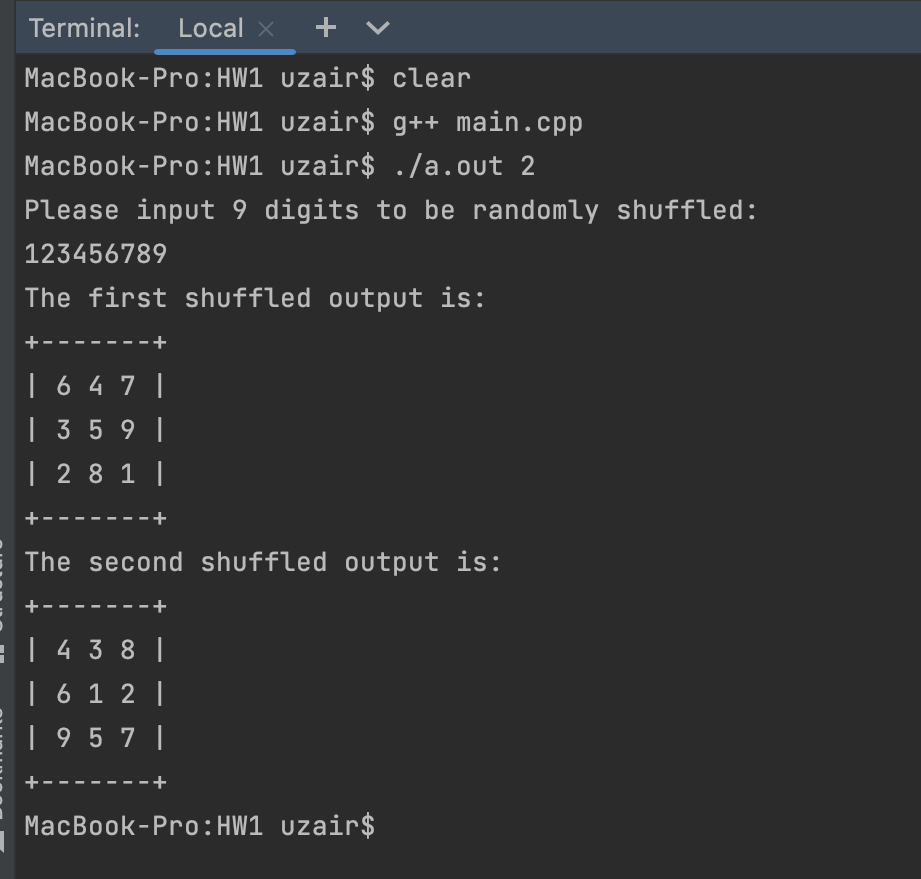 Terminal: Local × + ⌄
MacBook-Pro:HW1 uzair$ clear
MacBook-Pro:HW1 uzair$ g++ main.cpp
MacBook-Pro:HW1 uzair$ ./a.out 2
Please input 9 digits to be randomly shuffled:
123456789
The first shuffled output is:
+-------+
| 6 4 7 |
| 3 5 9 |
| 2 8 1 |
+-------+
The second shuffled output is:
+-------+
| 4 3 8 |
| 6 1 2 |
| 9 5 7 |
+-------+
MacBook-Pro:HW1 uzair$